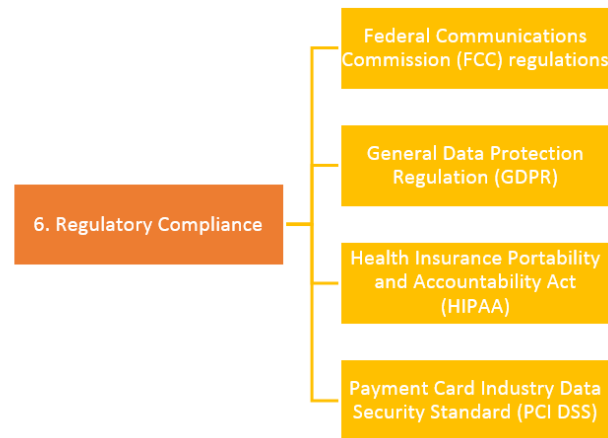 Federal Communications
Commission (FCC) regulations
General Data Protection
Regulation (GDPR)
6. Regulatory Compliance
Health Insurance Portability
and Accountability Act
(HIPAA)
Payment Card Industry Data
Security Standard (PCI DSS)